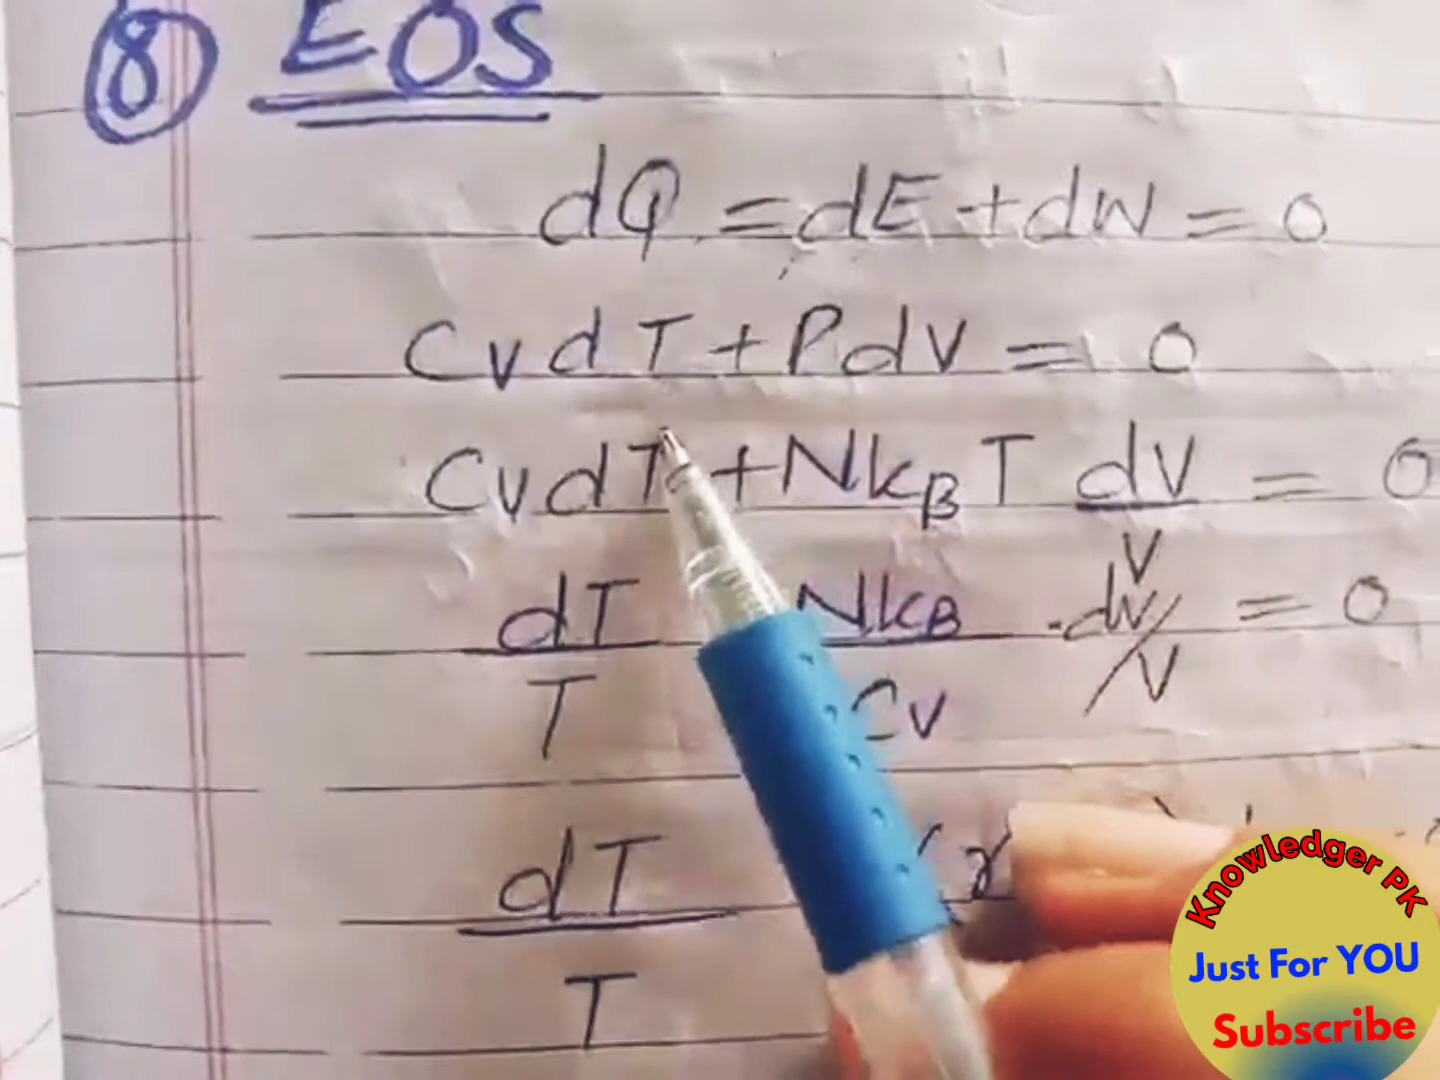 8 EOS
dQ = dE + dW = 0
CvdT + PdV = 0
CvdT + NkBT dV/V = 0
dT/T NkB/Cv . dV/V = 0
dT/T (γ
Knowledger PK
Just For YOU
Subscribe